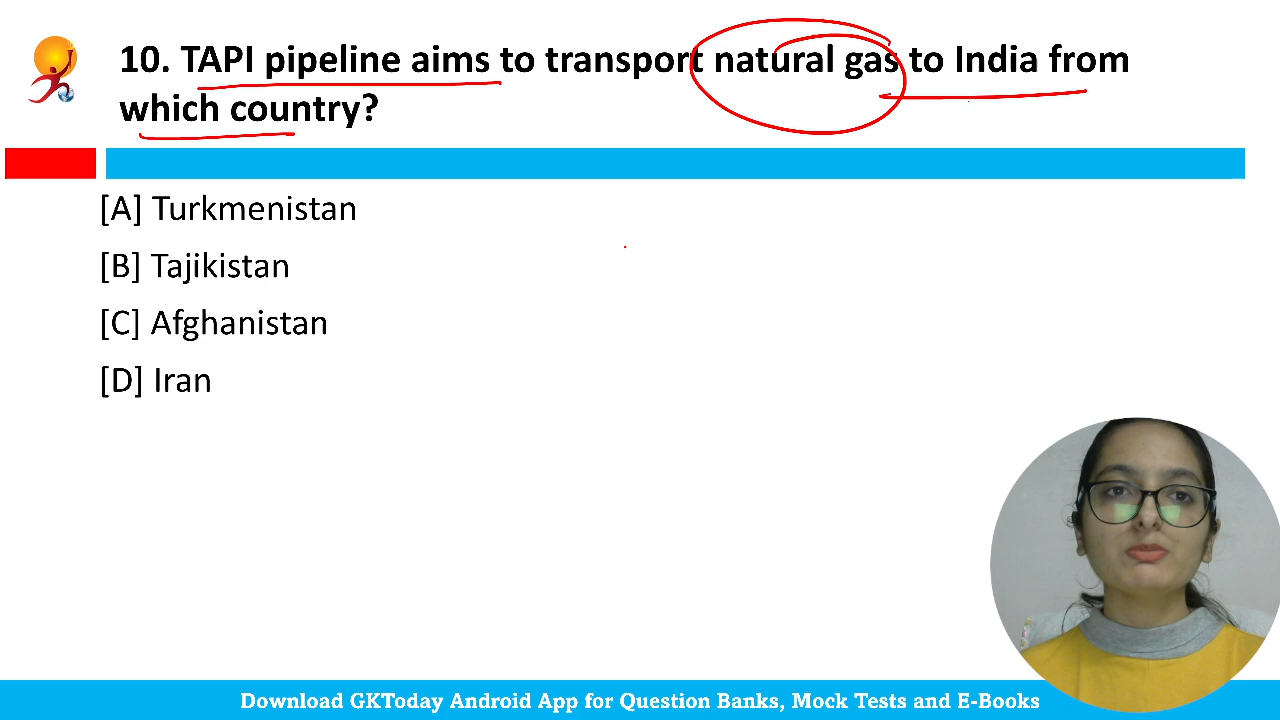 10. TAPI pipeline aims to transport natural gas to India from
which country?
[A] Turkmenistan
[B] Tajikistan
[C] Afghanistan
[D] Iran
Download GKToday Android App for Question Banks, Mock Tests and E-Books